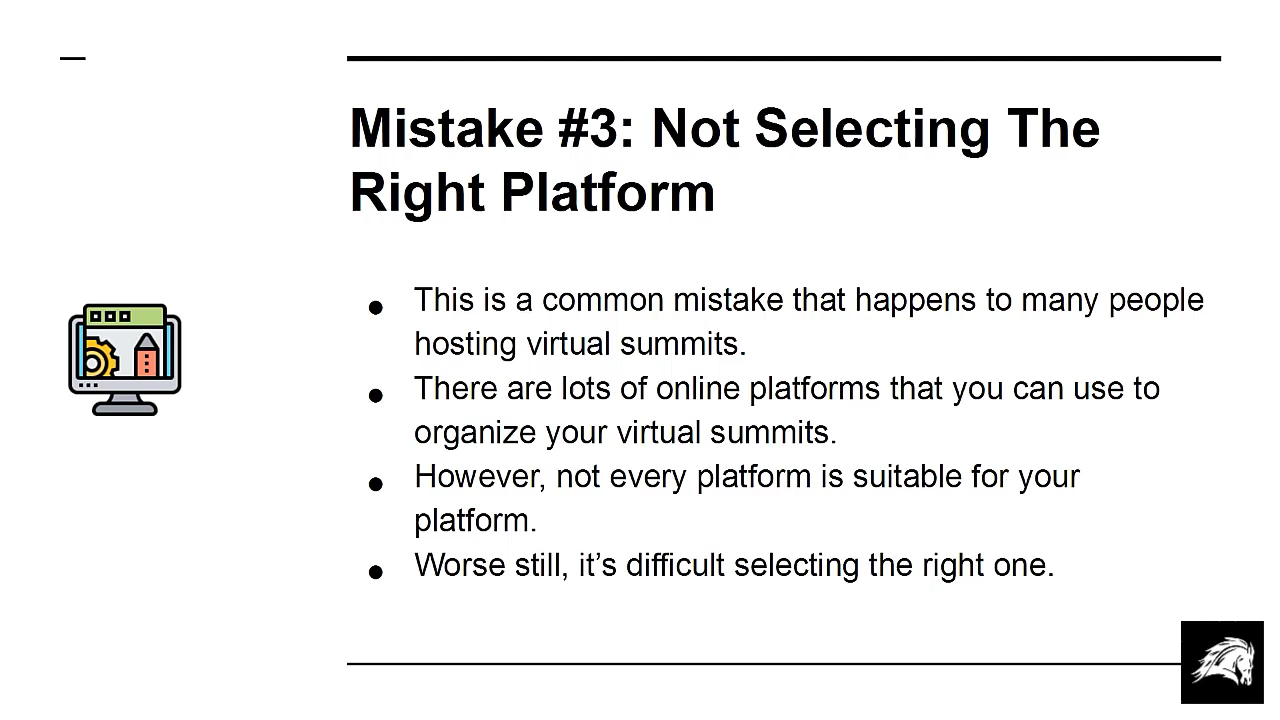 Mistake #3: Not Selecting The
Right Platform
● This is a common mistake that happens to many people
hosting virtual summits.
● There are lots of online platforms that you can use to
organize your virtual summits.
● However, not every platform is suitable for your
platform.
● Worse still, it’s difficult selecting the right one.